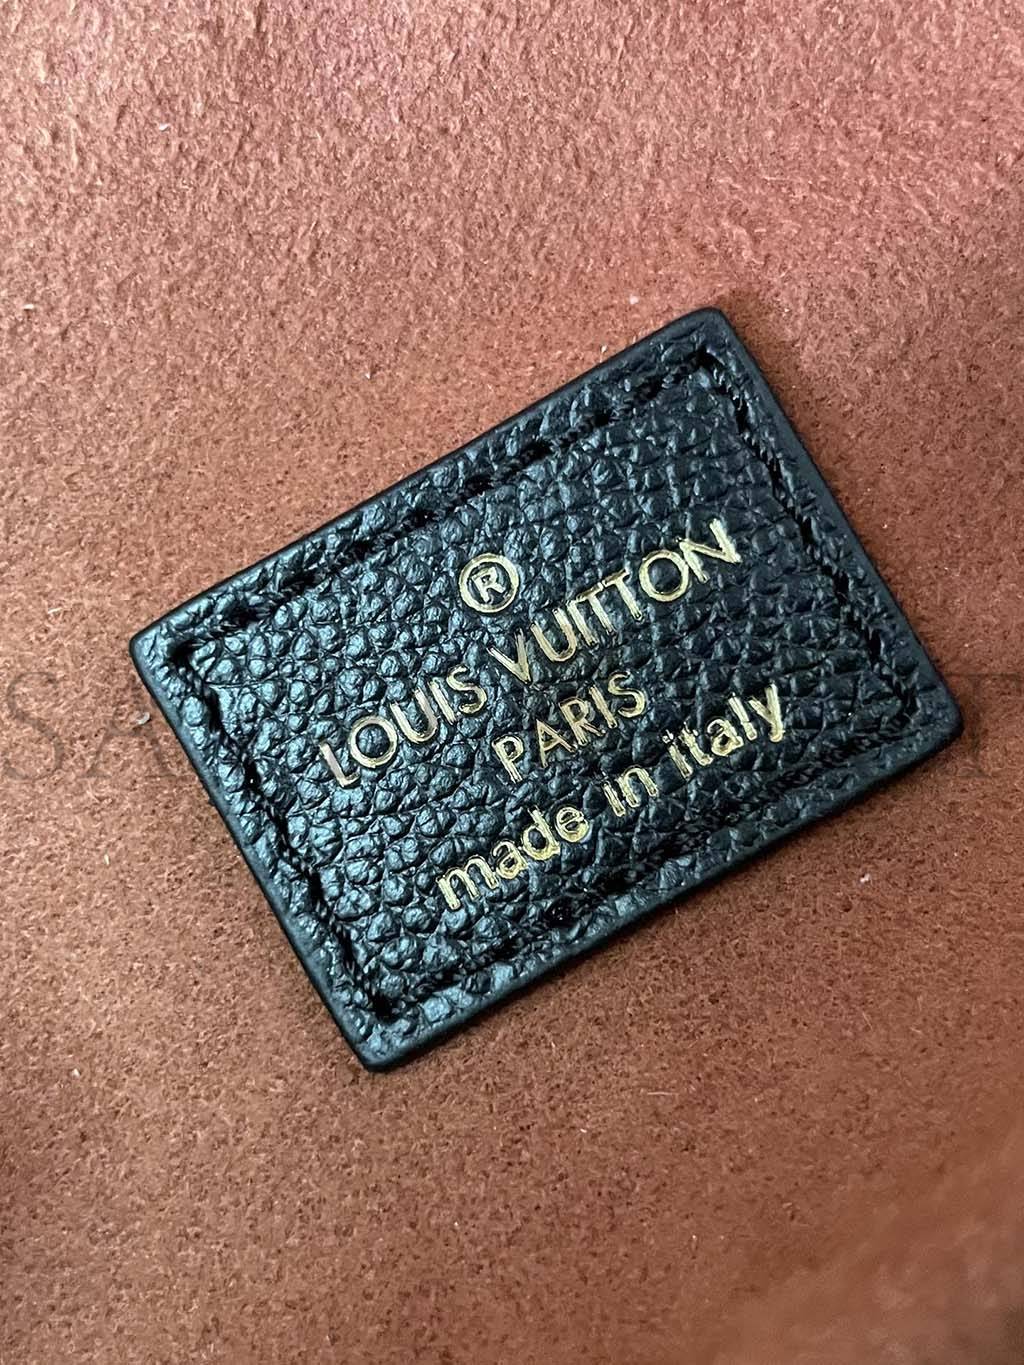 ®
LOUIS VUITTON
PARIS
made in italy